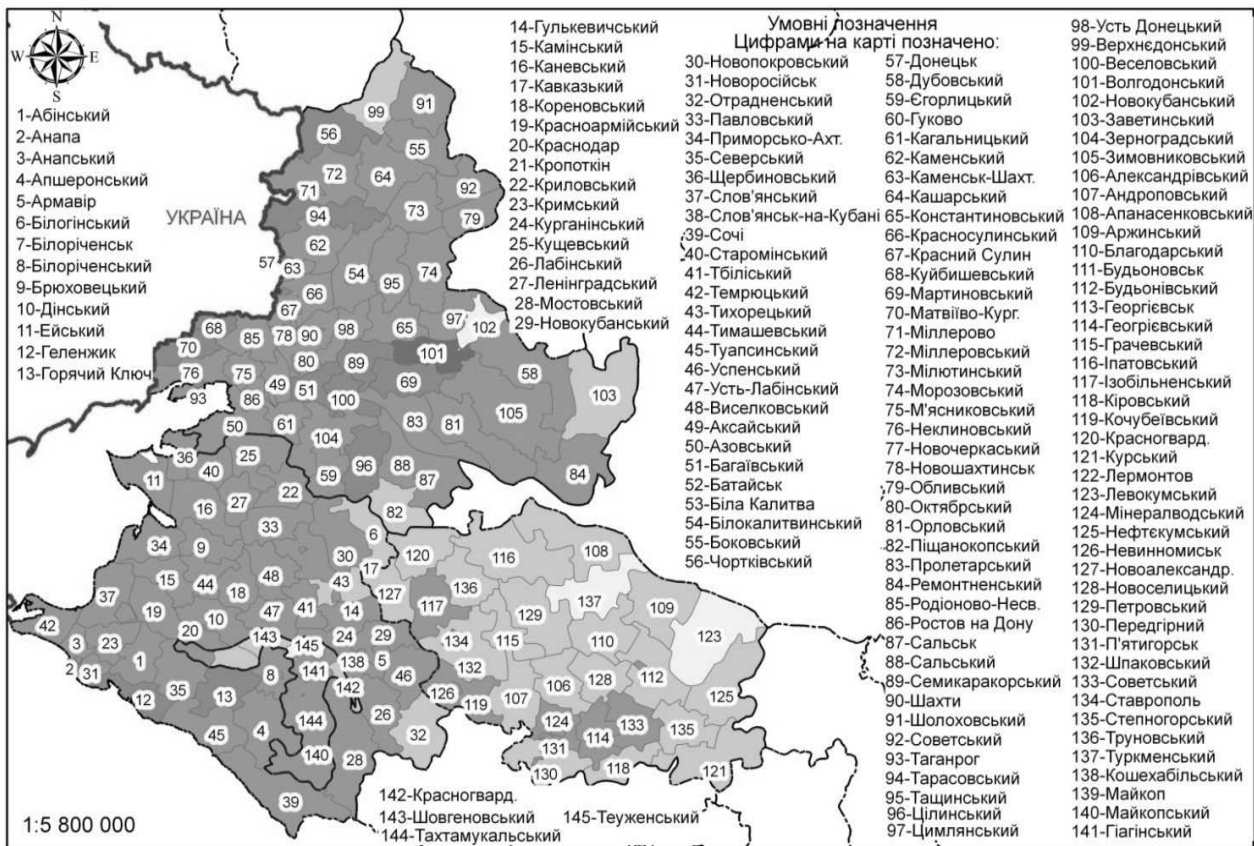 Умовні позначення
Цифрами на карті позначено:
N
W E
S
1-Абінський
2-Анапа
3-Анапський
4-Апшеронський
5-Армавір
6-Білогінський
7-Білоріченськ
8-Білоріченський
9-Брюховецький
10-Дінський
11-Ейський
12-Геленжик
13-Горячий Ключ
УКРАЇНА
14-Гулькевичський
15-Камінський
16-Каневський
17-Кавказький
18-Кореновський
19-Красноармійський
20-Краснодар
21-Кропоткін
22-Криловський
23-Кримський
24-Курганінський
25-Кущевський
26-Лабінський
27-Ленінградський
28-Мостовський
29-Новокубанський
30-Новопокровський
31-Новоросійськ
32-Отрадненський
33-Павловський
34-Приморсько-Ахт.
35-Северський
36-Щербиновський
37-Слов'янський
38-Слов'янськ-на-Кубані
39-Сочі
40-Старомінський
41-Тбіліський
42-Темрюцький
43-Тихорецький
44-Тимашевський
45-Туапсинський
46-Успенський
47-Усть-Лабінський
48-Виселковський
49-Аксайський
50-Азовський
51-Багаївський
52-Батайськ
53-Біла Калитва
54-Білокалитвинський
55-Боковський
56-Чортківський
57-Донецьк
58-Дубовський
59-Єгорлицький
60-Гуково
61-Кагальницький
62-Каменський
63-Каменськ-Шахт.
64-Кашарський
65-Константиновський
66-Красносулинський
67-Красний Сулин
68-Куйбишевський
69-Мартиновський
70-Матвіїво-Кург.
71-Міллерово
72-Міллеровський
73-Мілютинський
74-Морозовський
75-М'ясниковський
76-Неклиновський
77-Новочеркаський
78-Новошахтинськ
79-Обливський
80-Октябрський
81-Орловський
82-Піщанокопський
83-Пролетарський
84-Ремонтненський
85-Родіоново-Несв.
86-Ростов на Дону
87-Сальськ
88-Сальський
89-Семикаракорський
90-Шахти
91-Шолоховський
92-Советський
93-Таганрог
94-Тарасовський
95-Тащинський
96-Цілинський
97-Цимлянський
98-Усть Донецький
99-Верхнєдонський
100-Веселовський
101-Волгодонський
102-Новокубанський
103-Заветинський
104-Зерноградський
105-Зимовниковський
106-Александрівський
107-Андроповський
108-Апанасенковський
109-Аржинський
110-Благодарський
111-Будьоновськ
112-Будьонівський
113-Георгієвськ
114-Геогрієвський
115-Грачевський
116-Іпатовський
117-Ізобільненський
118-Кіровський
119-Кочубеївський
120-Красногвард.
121-Курський
122-Лермонтов
123-Левокумський
124-Мінералводський
125-Нефтєкумський
126-Невинномиськ
127-Новоалександр.
128-Новоселицький
129-Петровський
130-Передгірний
131-П'ятигорськ
132-Шпаковський
133-Советський
134-Ставрополь
135-Степногорський
136-Труновський
137-Туркменський
138-Кошехабільський
139-Майкоп
140-Майкопський
141-Гіагінський
142-Красногвард.
143-Шовгеновський
144-Тахтамукальський
145-Теуженський
1:5 800 000